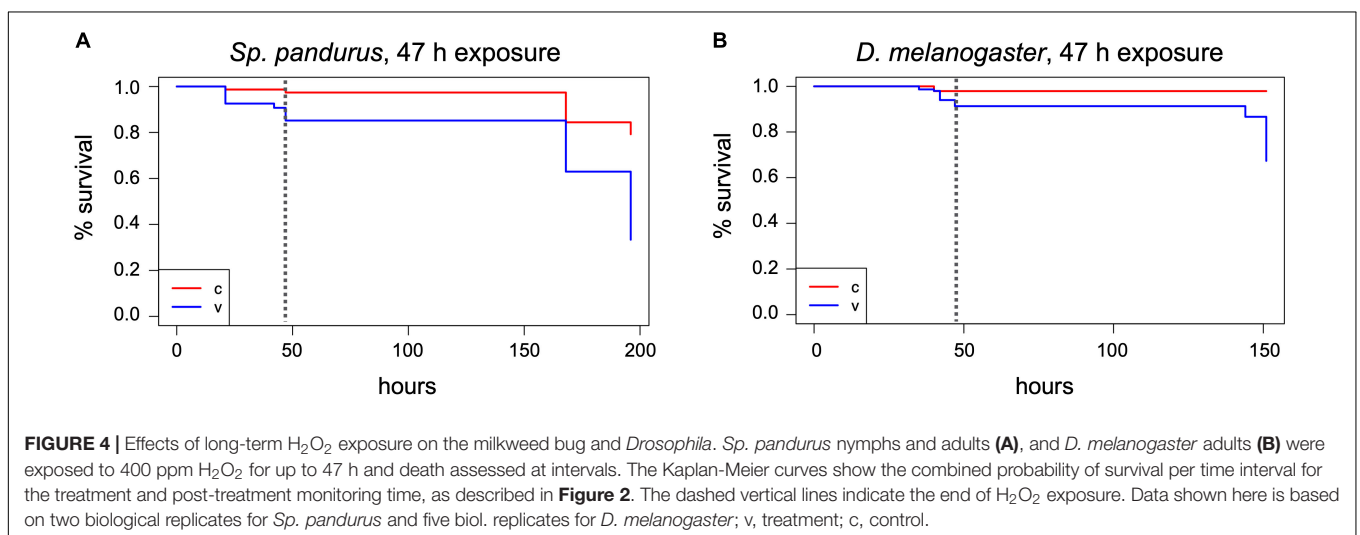 A
Sp. pandurus, 47 h exposure
% survival
1.0
0.8
0.6
0.4
0.2
0.0
c
v
0 50 100 150 200
hours
B
D. melanogaster, 47 h exposure
% survival
1.0
0.8
0.6
0.4
0.2
0.0
c
v
0 50 100 150
hours
FIGURE 4 | Effects of long-term H₂O₂ exposure on the milkweed bug and Drosophila. Sp. pandurus nymphs and adults (A), and D. melanogaster adults (B) were
exposed to 400 ppm H₂O₂ for up to 47 h and death assessed at intervals. The Kaplan-Meier curves show the combined probability of survival per time interval for
the treatment and post-treatment monitoring time, as described in Figure 2. The dashed vertical lines indicate the end of H₂O₂ exposure. Data shown here is based
on two biological replicates for Sp. pandurus and five biol. replicates for D. melanogaster; v, treatment; c, control.